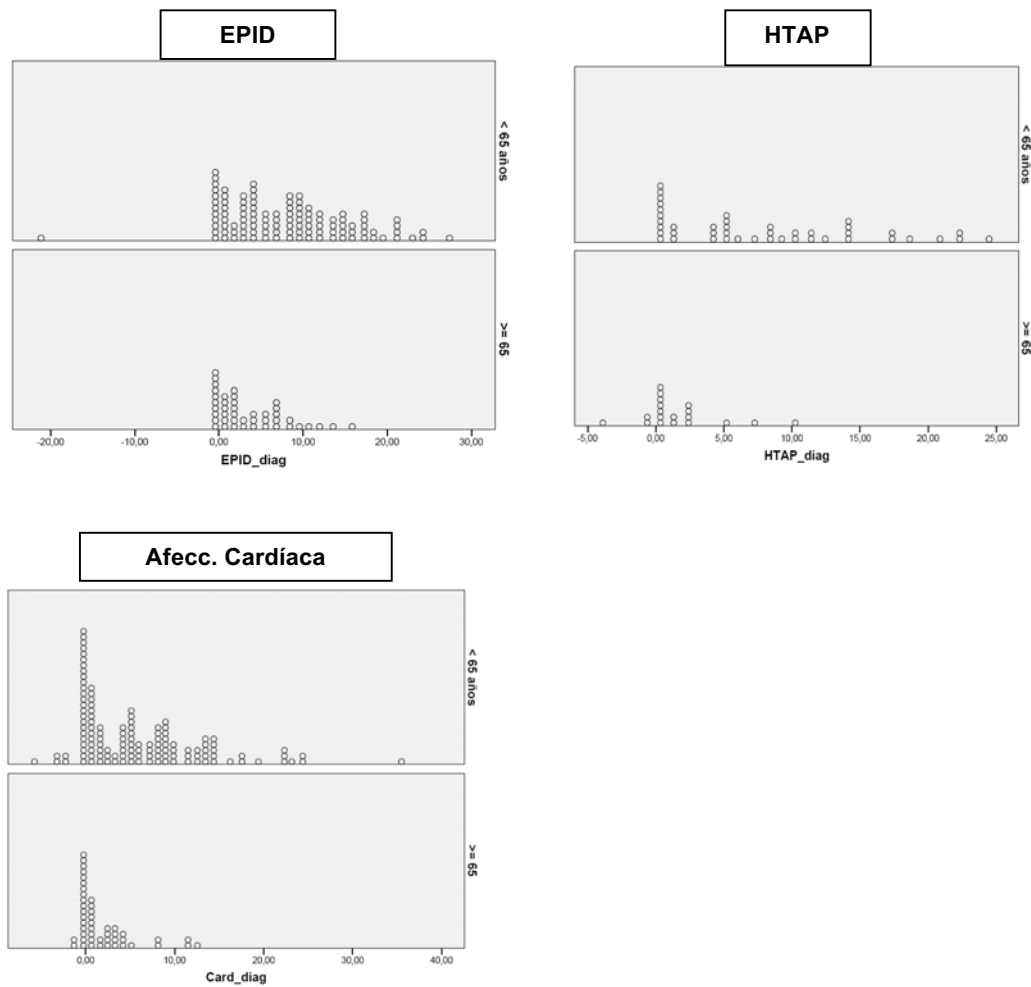 EPID
< 65 años
>= 65
-20,00 -10,00 0,00 10,00 20,00 30,00
EPID_diag
HTAP
< 65 años
>= 65
-5,00 0,00 5,00 10,00 15,00 20,00 25,00
HTAP_diag
Afecc. Cardíaca
< 65 años
>= 65
0,00 10,00 20,00 30,00 40,00
Card_diag